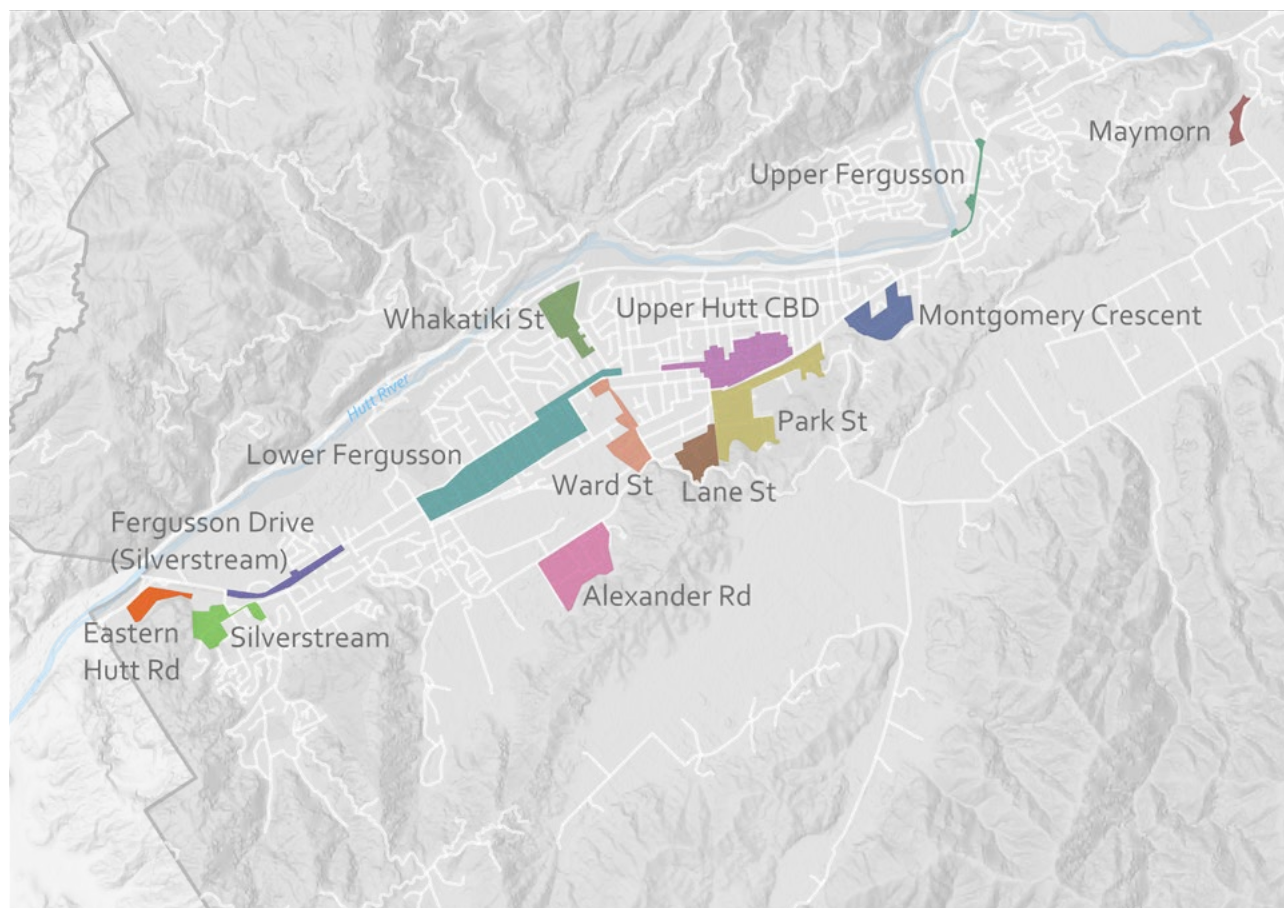 Maymorn
Upper Fergusson
Upper Hutt CBD
Whakatiki St
Montgomery Crescent
Hutt River
Park St
Lower Fergusson
Ward St
Lane St
Fergusson Drive
(Silverstream)
Alexander Rd
Eastern
Hutt Rd
Silverstream